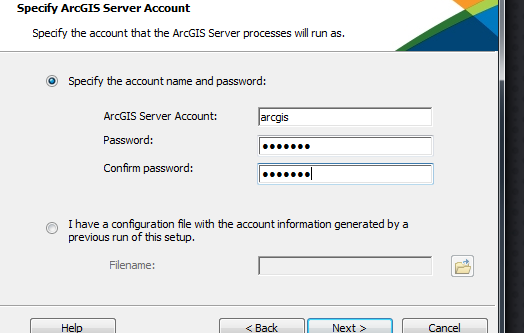 Specify ArcGIS Server Account
Specify the account that the ArcGIS Server processes will run as.
Specify the account name and password:
ArcGIS Server Account: arcgis
Password: •••••••
Confirm password: •••••••
I have a configuration file with the account information generated by a
previous run of this setup.
Filename:
Help < Back Next > Cancel